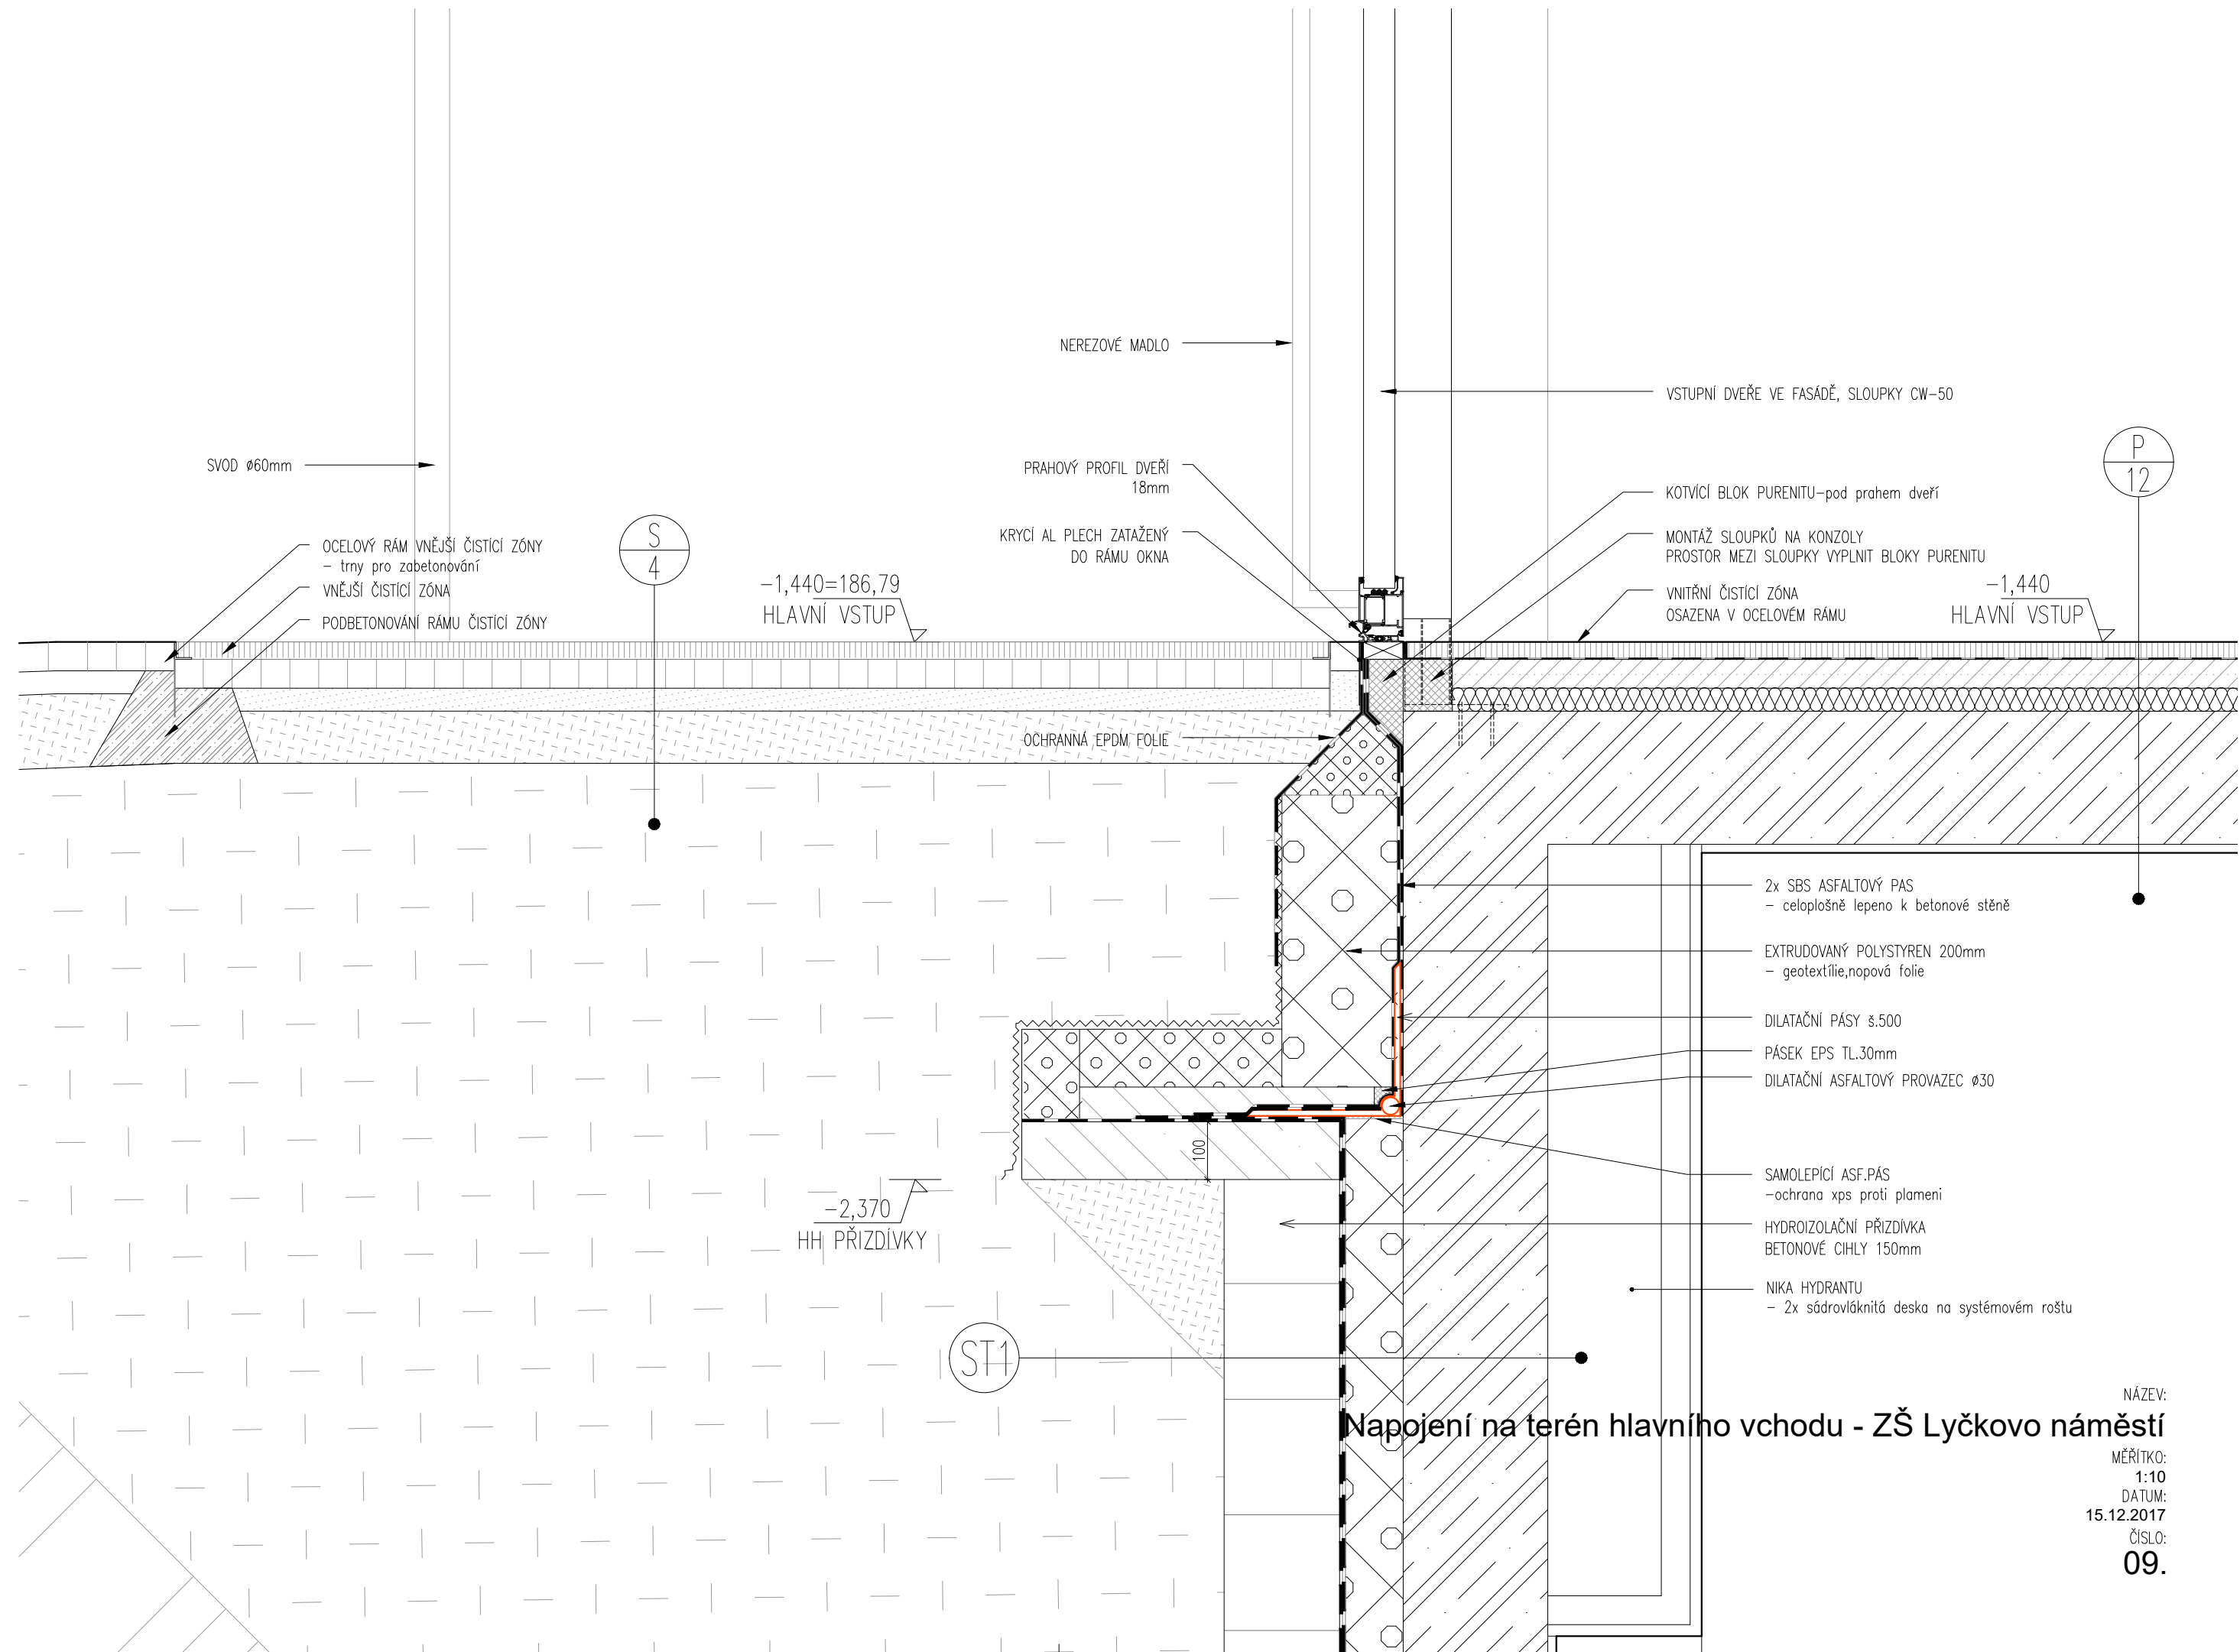 NEREZOVÉ MADLO
VSTUPNÍ DVEŘE VE FASÁDĚ, SLOUPKY CW-50
SVOD ø60mm
PRAHOVÝ PROFIL DVEŘÍ
18mm
P
12
KOTVÍCÍ BLOK PURENITU-pod prahem dveří
KRYCÍ AL PLECH ZATAŽENÝ
DO RÁMU OKNA
MONTÁŽ SLOUPKŮ NA KONZOLY
PROSTOR MEZI SLOUPKY VYPLNIT BLOKY PURENITU
OCELOVÝ RÁM VNĚJŠÍ ČISTÍCÍ ZÓNY
- trny pro zabetonování
VNĚJŠÍ ČISTÍCÍ ZÓNA
PODBETONOVÁNÍ RÁMU ČISTÍCÍ ZÓNY
S
4
-1,440=186,79
HLAVNÍ VSTUP
VNITŘNÍ ČISTÍCÍ ZÓNA
OSAZENA V OCELOVÉM RÁMU
-1,440
HLAVNÍ VSTUP
OCHRANNÁ EPDM FOLIE
2x SBS ASFALTOVÝ PAS
- celoplošně lepeno k betonové stěně
EXTRUDOVANÝ POLYSTYREN 200mm
- geotextílie,nopová folie
DILATAČNÍ PÁSY š.500
PÁSEK EPS TL.30mm
DILATAČNÍ ASFALTOVÝ PROVAZEC ø30
100
SAMOLEPÍCÍ ASF.PÁS
-ochrana xps proti plameni
-2,370
HH PŘIZDÍVKY
HYDROIZOLAČNÍ PŘIZDÍVKA
BETONOVÉ CIHLY 150mm
NIKA HYDRANTU
- 2x sádrovláknitá deska na systémovém roštu
ST1
NÁZEV:
Napojení na terén hlavního vchodu - ZŠ Lyčkovo náměstí
MĚŘÍTKO:
1:10
DATUM:
15.12.2017
ČÍSLO:
09.